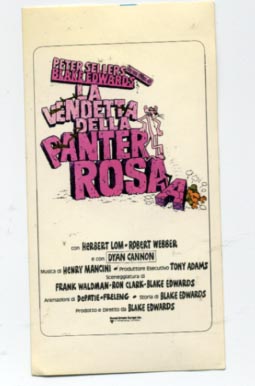 PETER SELLERS
BLAKE EDWARDS
LA
VENDETTA
DELLA
PANTERA
ROSA
con HERBERT LOM - ROBERT WEBBER
e con DYAN CANNON
Musica di HENRY MANCINI - Produttore Esecutivo TONY ADAMS
Sceneggiatura di
FRANK WALDMAN - RON CLARK - BLAKE EDWARDS
Animazione di DePATIE-FRELENG - Storia di BLAKE EDWARDS
Prodotto e Diretto da BLAKE EDWARDS